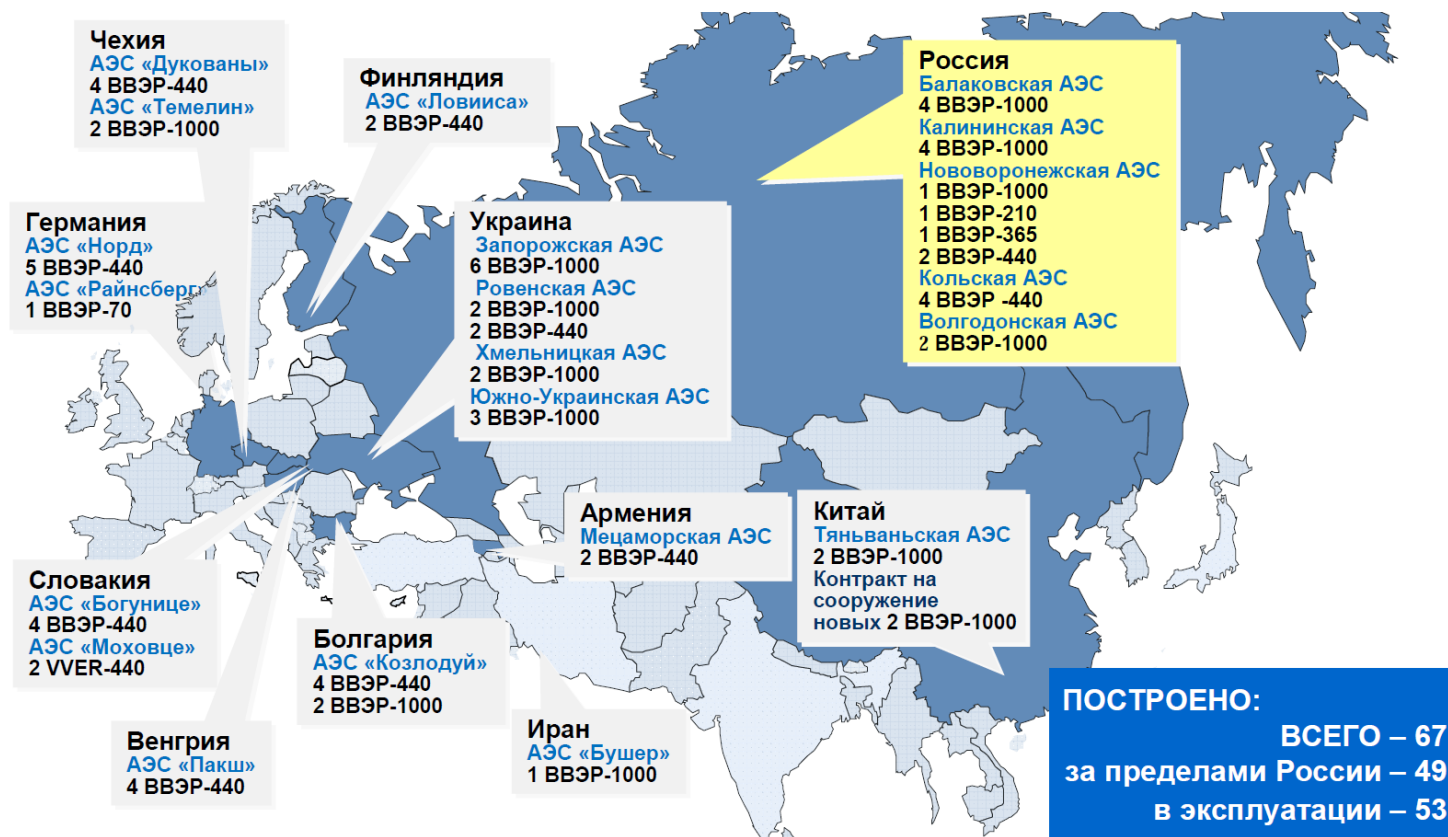 Чехия
АЭС «Дукованы»
4 ВВЭР-440
АЭС «Темелин»
2 ВВЭР-1000
Финляндия
АЭС «Ловииса»
2 ВВЭР-440
Россия
Балаковская АЭС
4 ВВЭР-1000
Калининская АЭС
4 ВВЭР-1000
Нововоронежская АЭС
1 ВВЭР-1000
1 ВВЭР-210
1 ВВЭР-365
2 ВВЭР-440
Кольская АЭС
4 ВВЭР -440
Волгодонская АЭС
2 ВВЭР-1000
Германия
АЭС «Норд»
5 ВВЭР-440
АЭС «Райнсберг»
1 ВВЭР-70
Украина
Запорожская АЭС
6 ВВЭР-1000
Ровенская АЭС
2 ВВЭР-1000
2 ВВЭР-440
Хмельницкая АЭС
2 ВВЭР-1000
Южно-Украинская АЭС
3 ВВЭР-1000
Армения
Мецаморская АЭС
2 ВВЭР-440
Китай
Тяньваньская АЭС
2 ВВЭР-1000
Контракт на
сооружение
новых 2 ВВЭР-1000
Словакия
АЭС «Богунице»
4 ВВЭР-440
АЭС «Моховце»
2 VVER-440
Болгария
АЭС «Козлодуй»
4 ВВЭР-440
2 ВВЭР-1000
Венгрия
АЭС «Пакш»
4 ВВЭР-440
Иран
АЭС «Бушер»
1 ВВЭР-1000
ПОСТРОЕНО:
ВСЕГО – 67
за пределами России – 49
в эксплуатации – 53